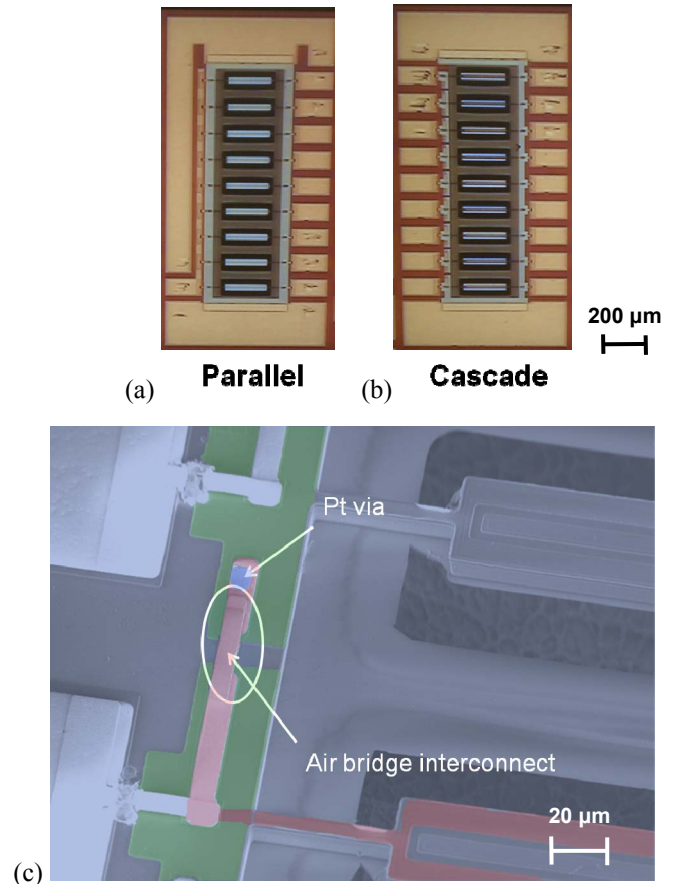 200 µm
(a)
Parallel
(b)
Cascade
Pt via
Air bridge interconnect
20 µm
(c)